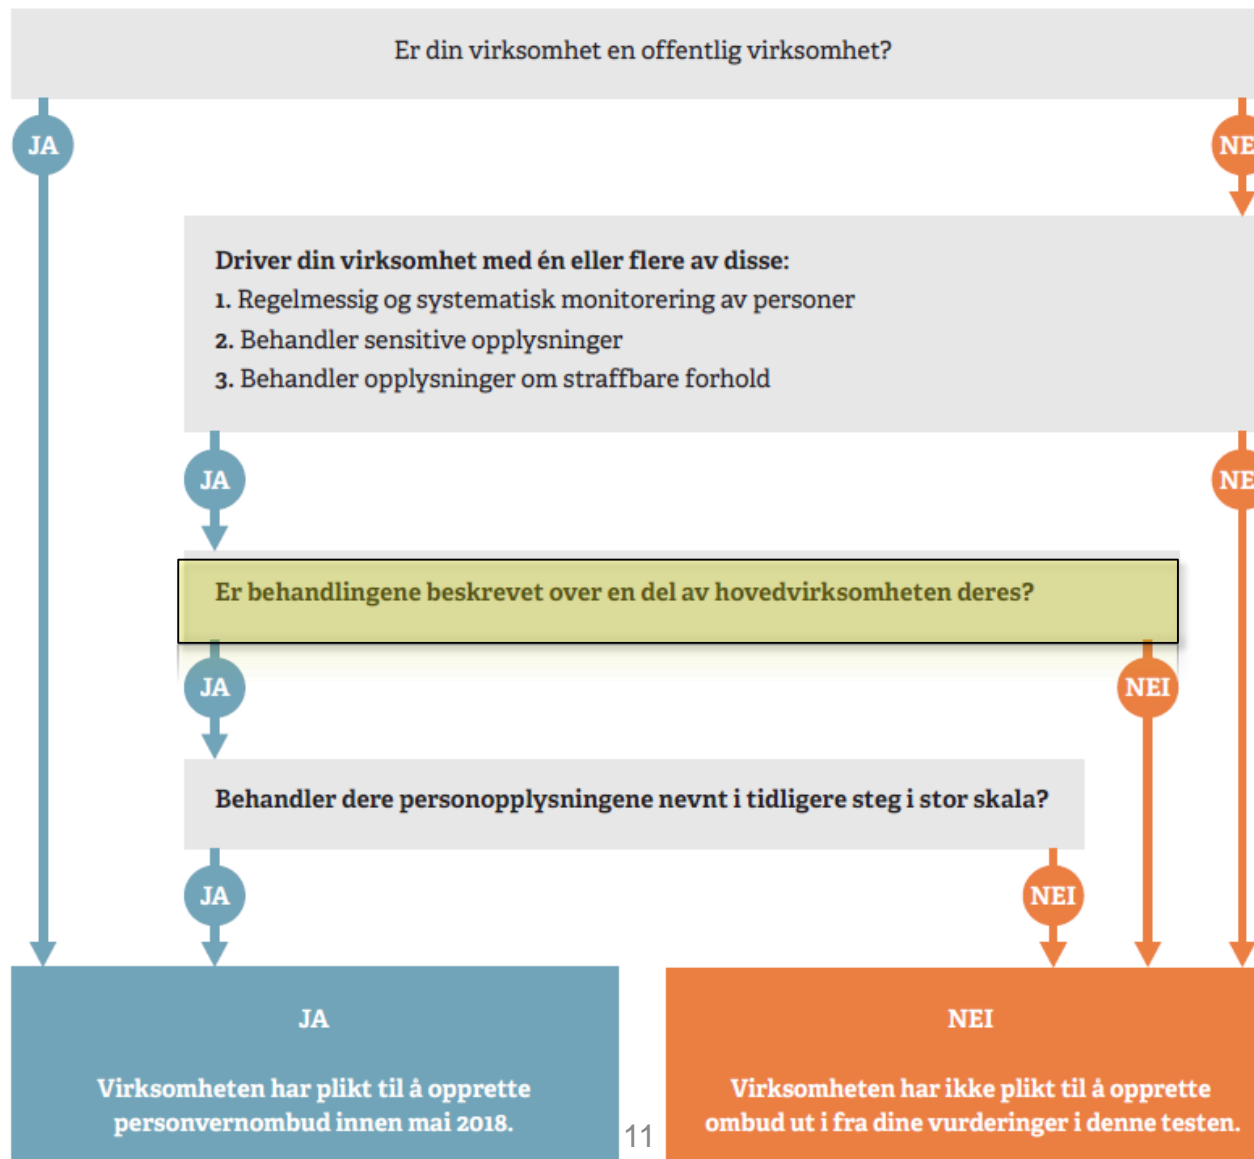 Er din virksomhet en offentlig virksomhet?
JA
NE
Driver din virksomhet med én eller flere av disse:
1. Regelmessig og systematisk monitorering av personer
2. Behandler sensitive opplysninger
3. Behandler opplysninger om straffbare forhold
JA
NE
Er behandlingene beskrevet over en del av hovedvirksomheten deres?
JA
NEI
Behandler dere personopplysningene nevnt i tidligere steg i stor skala?
JA
NEI
JA
Virksomheten har plikt til å opprette
personvernombud innen mai 2018.
11
NEI
Virksomheten har ikke plikt til å opprette
ombud ut i fra dine vurderinger i denne testen.